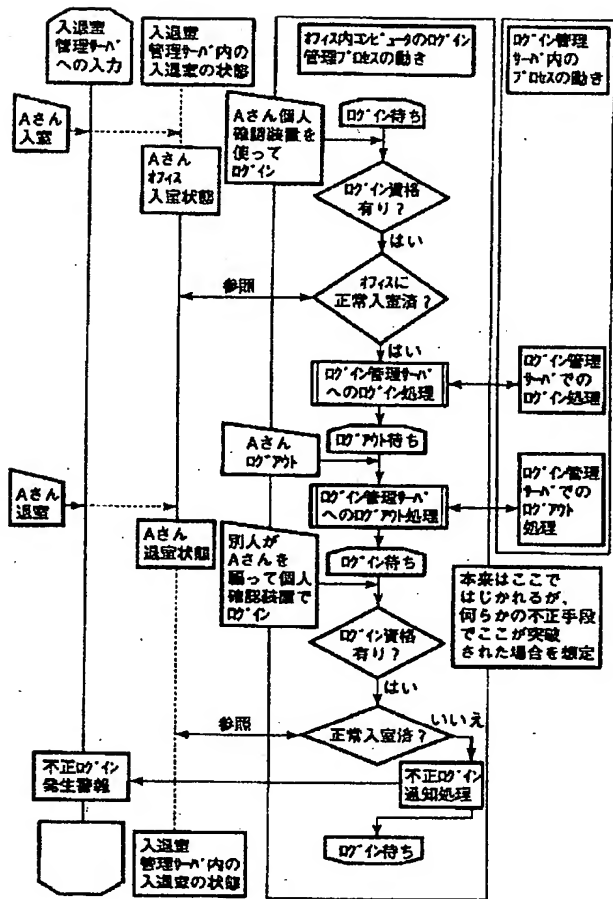 入退室
管理サーバ
への入力
入退室
管理サーバ内の
入退室の状態
オフィス内コンピュータのログイン
管理プロセスの動き
ログイン管理
サーバ内の
プロセスの動き
Aさん
入室
Aさん個人
確認装置を
使って
ログイン
ログイン待ち
Aさん
オフィス
入室状態
ログイン資格
有り?
はい
参照
オフィスに
正常入室済?
はい
ログイン管理サーバ
へのログイン処理
ログイン管理
サーバでの
ログイン処理
Aさん
ログアウト
ログアウト待ち
Aさん
退室
ログイン管理サーバ
へのログアウト処理
ログイン管理
サーバでの
ログアウト
処理
Aさん
退室状態
別人が
Aさんを
騙って個人
確認装置で
ログイン
ログイン待ち
本来はここで
はじかれるが、
何らかの不正手段
でここが突破
された場合を想定
ログイン資格
有り?
はい
参照
正常入室済?
いいえ
不正ログイン
発生警報
不正ログイン
通知処理
ログイン待ち
入退室
管理サーバ内の
入退室の状態